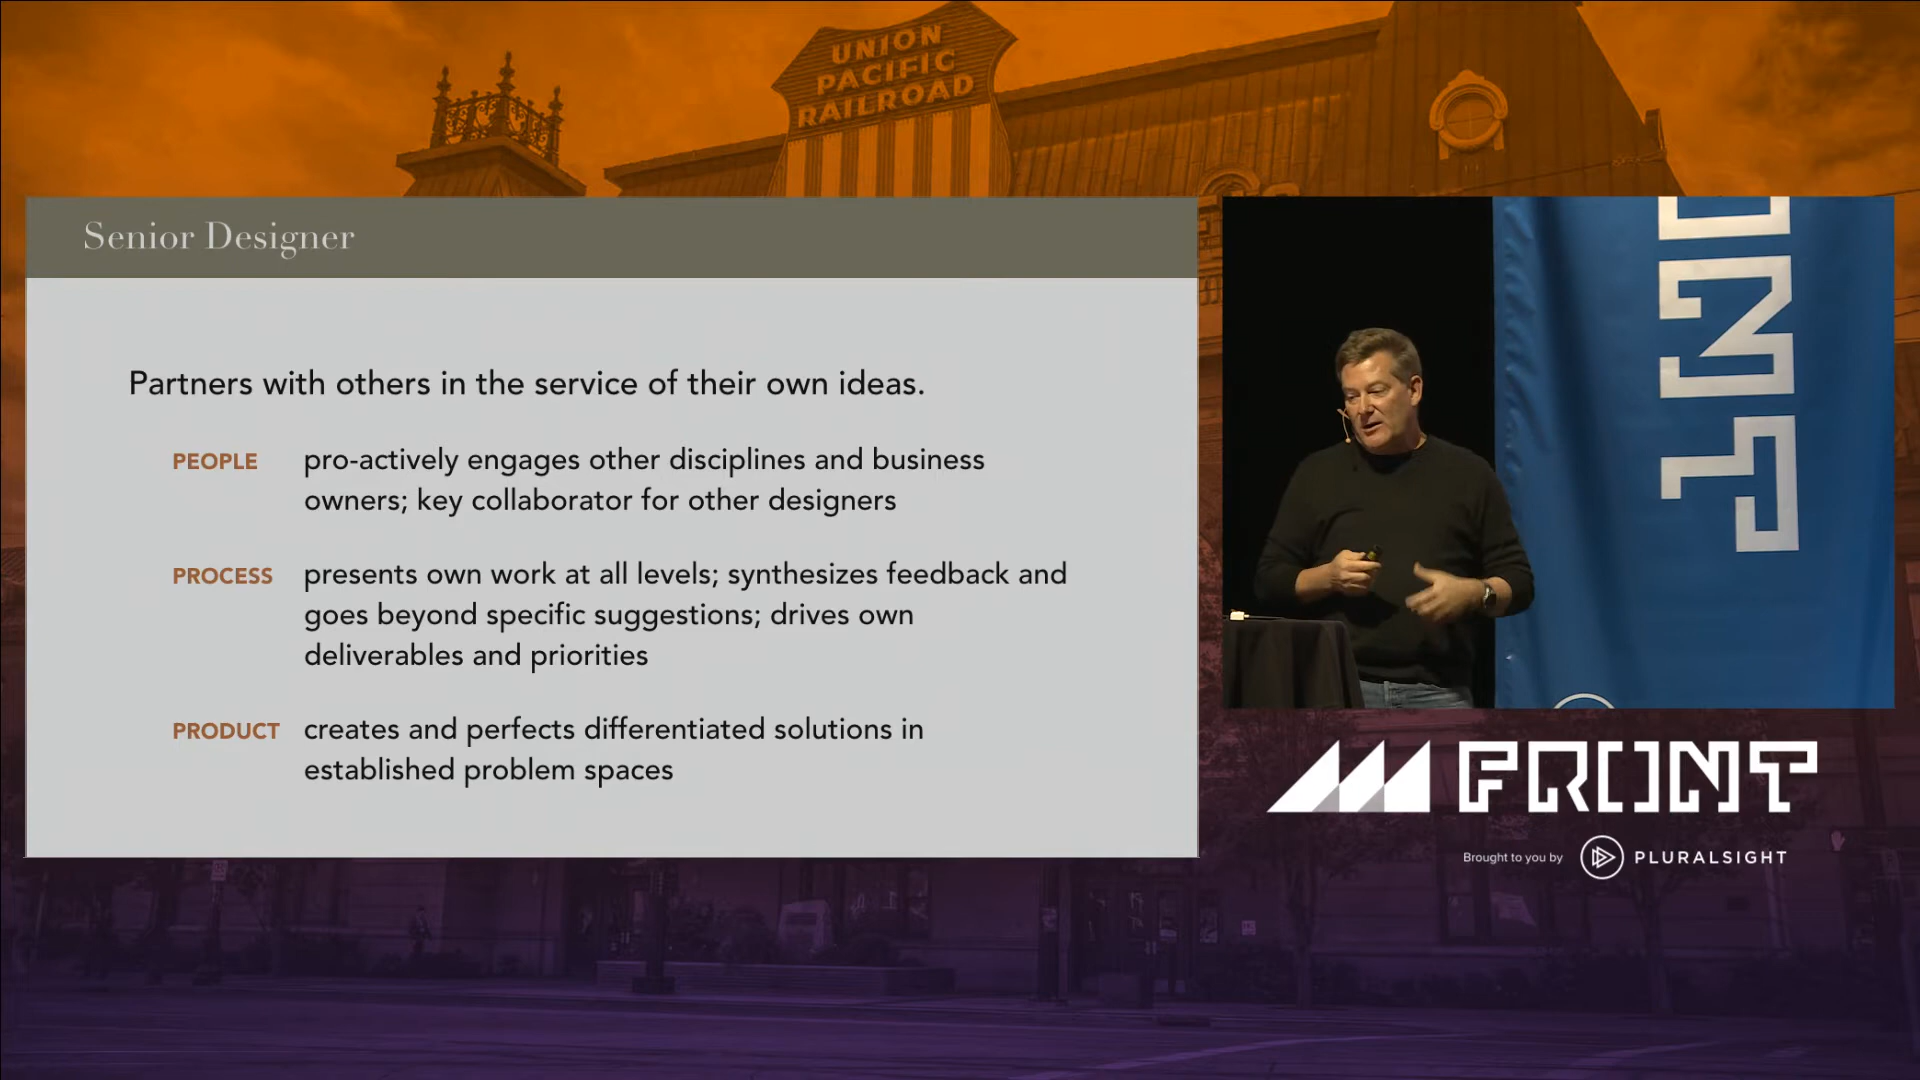 UNION
PACIFIC
RAILROAD
Senior Designer
Partners with others in the service of their own ideas.
PEOPLE pro-actively engages other disciplines and business
owners; key collaborator for other designers
PROCESS presents own work at all levels; synthesizes feedback and
goes beyond specific suggestions; drives own
deliverables and priorities
PRODUCT creates and perfects differentiated solutions in
established problem spaces
ONT
FRONT
Brought to you by PLURALSIGHT